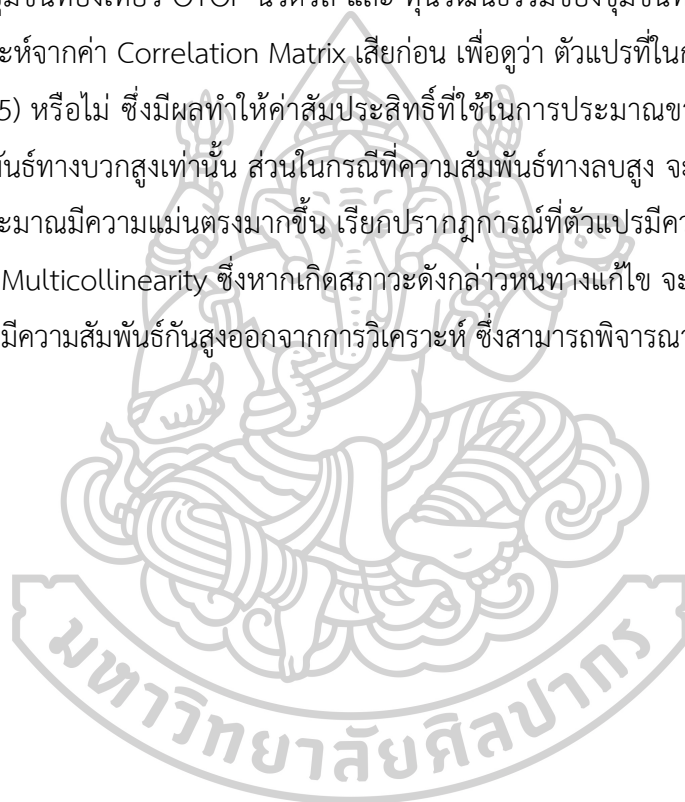 ชุมชนท่องเที่ยว OTOP นวัตวิถี และ ทุนวัฒนธรรมของชุมชน
ะห์จากค่า Correlation Matrix เสียก่อน เพื่อดูว่า ตัวแปรที่ใน
5) หรือไม่ ซึ่งมีผลทำให้ค่าสัมประสิทธิ์ที่ใช้ในการประมาณ
พันธ์ทางบวกสูงเท่านั้น ส่วนในกรณีที่ความสัมพันธ์ทางลบสูง จะ
ะมาณมีความแม่นตรงมากขึ้น เรียกปรากฏการณ์ที่ตัวแปรมีควา
Multicollinearity ซึ่งหากเกิดสภาวะดังกล่าวหนทางแก้ไข จะ
มีความสัมพันธ์กันสูงออกจากการวิเคราะห์ ซึ่งสามารถพิจารณา
มหาวิทยาลัยศิลปากร